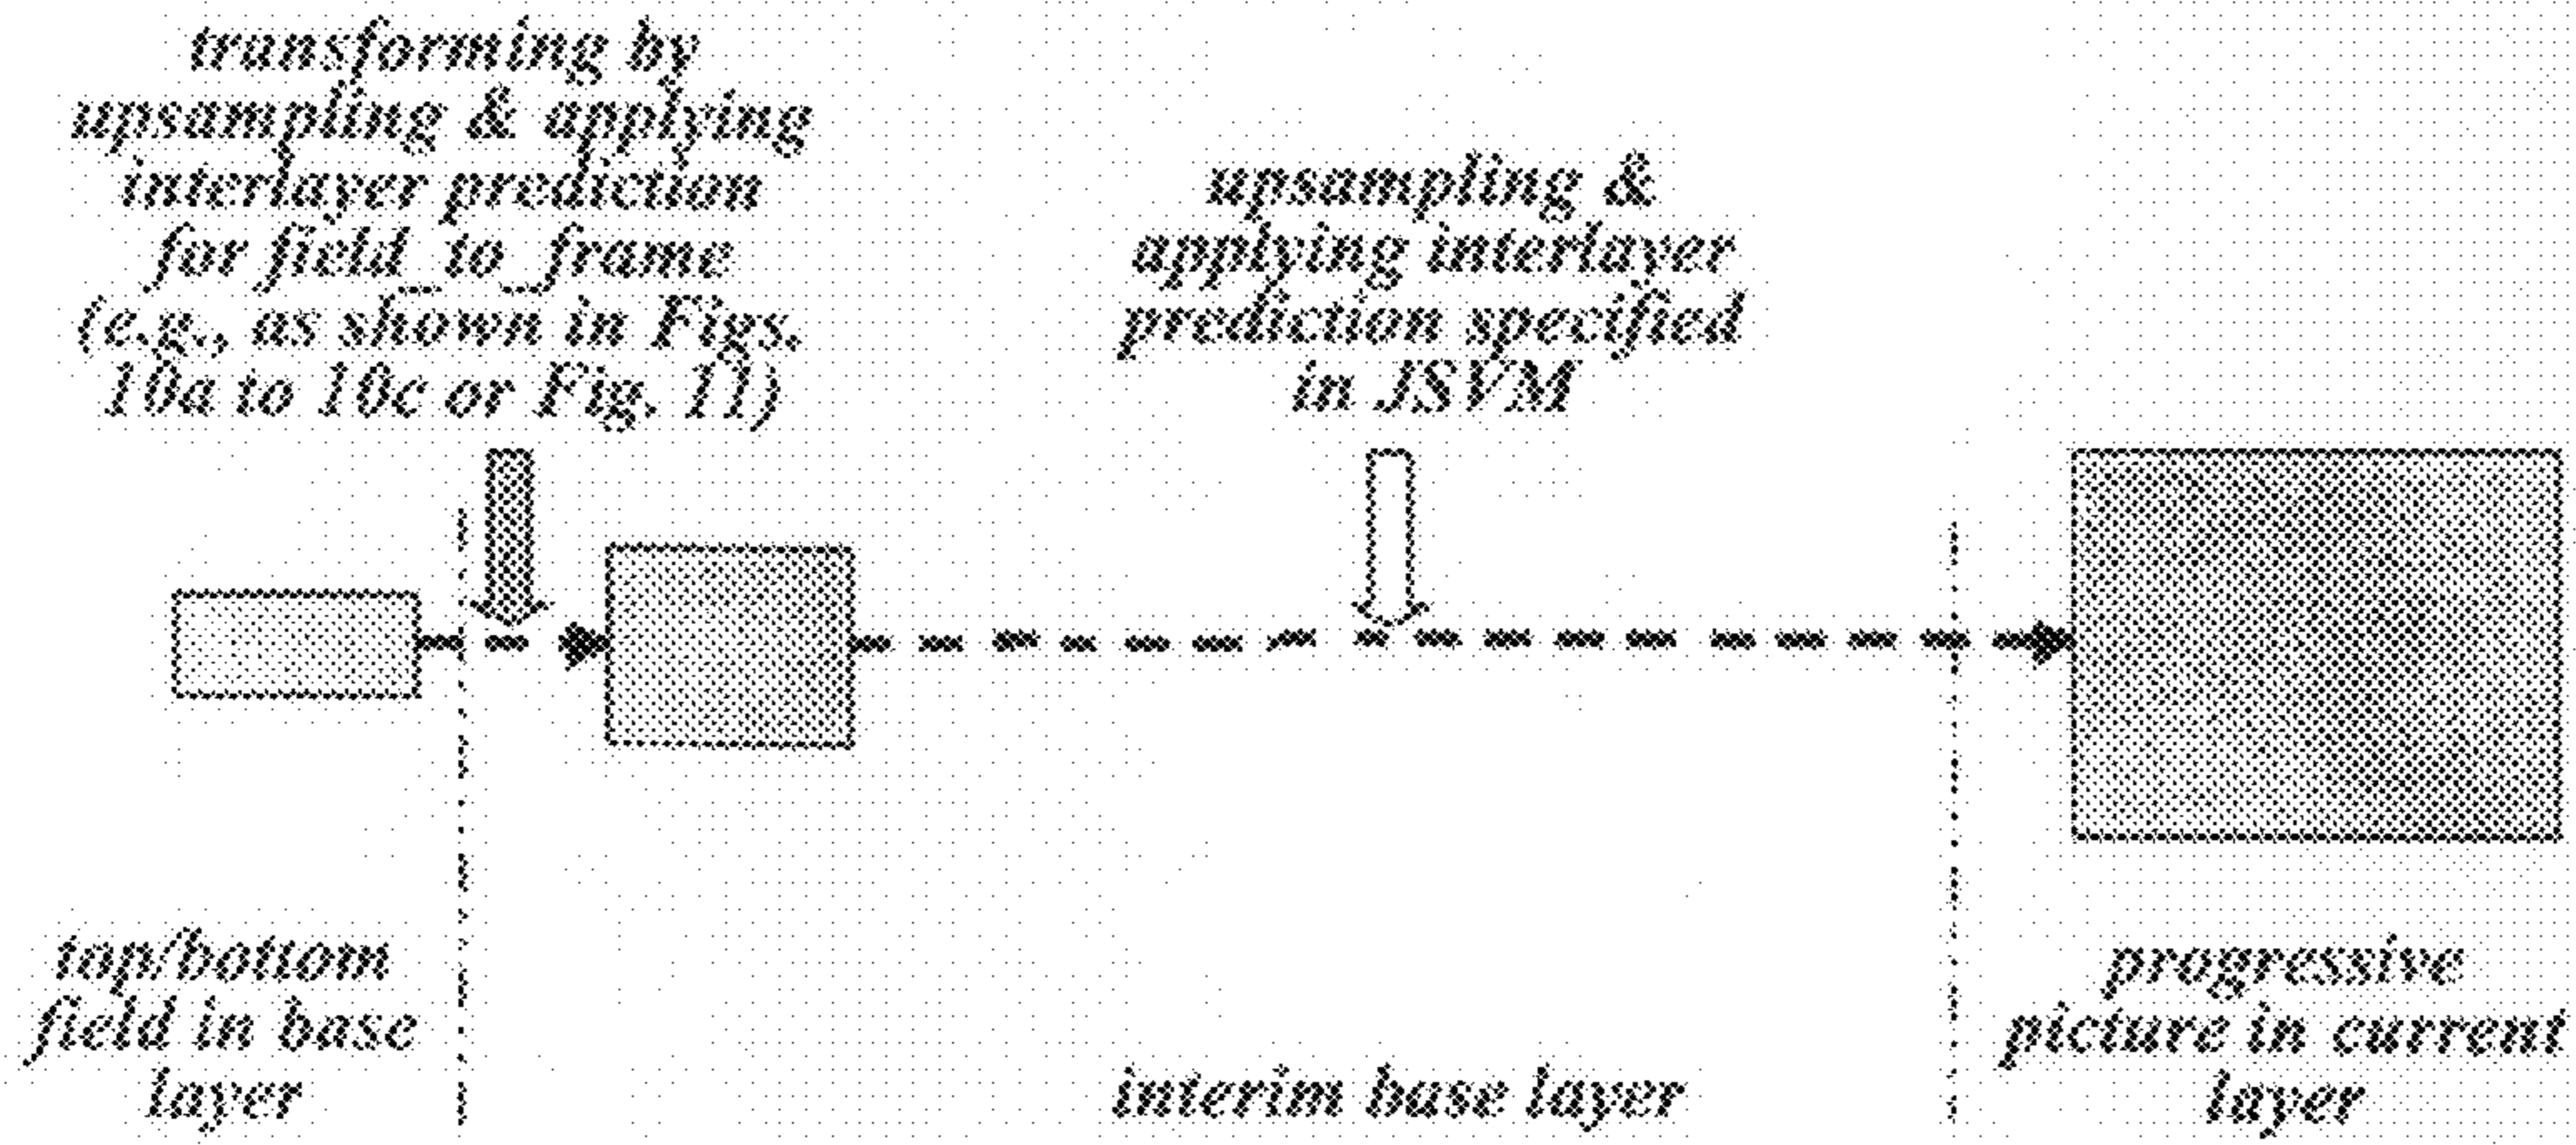 transforming by
upsampling & applying
interlayer prediction
for field_to_frame
(e.g., as shown in Figs.
10a to 10c or Fig. 11)
upsampling &
applying interlayer
prediction specified
in JSVM
top/bottom
field in base
layer
interim base layer
progressive
picture in current
layer